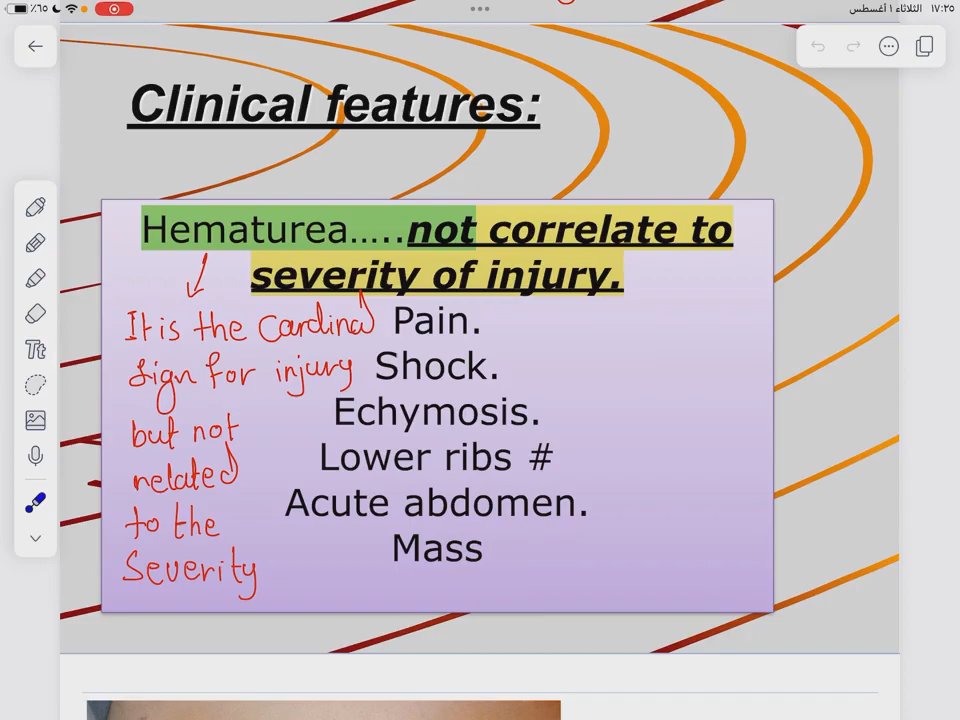 ٪٦٥
١٧:٢٥ الثلاثاء ١ أغسطس
Clinical features:
Hematurea.....not correlate to
severity of injury.
Pain.
Shock.
Echymosis.
Lower ribs #
Acute abdomen.
Mass
It is the Cardinal
sign for injury
but not
related
to the
Severity
Tt